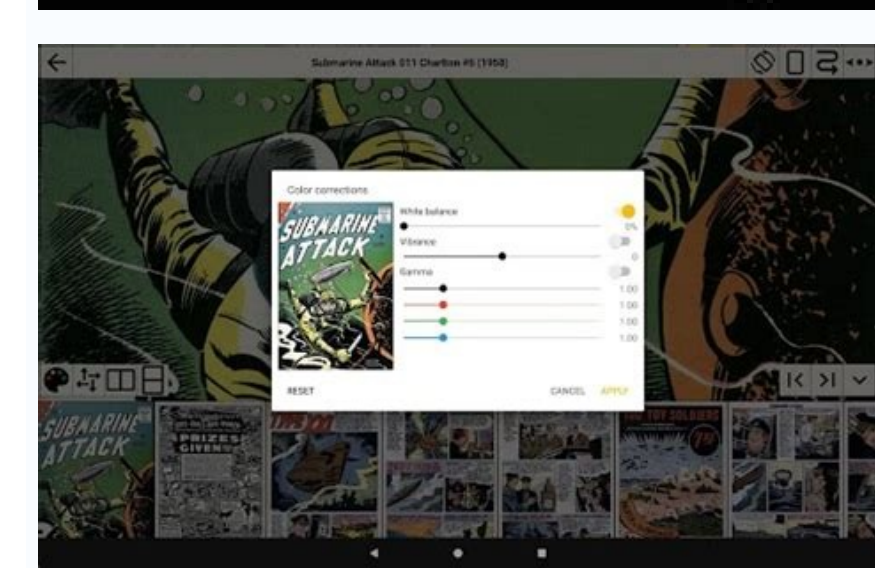 Submarine Attack 011 Charlton #6 (1958)
Color corrections
White balance
0%
Vibrance
0
Gamma
1.00
1.00
1.00
1.00
SUBMARINE
ATTACK
RESET
CANCEL
APPLY
SUBMARINE
ATTACK
PRIZES
GIVEN
TOY SOLDIERS